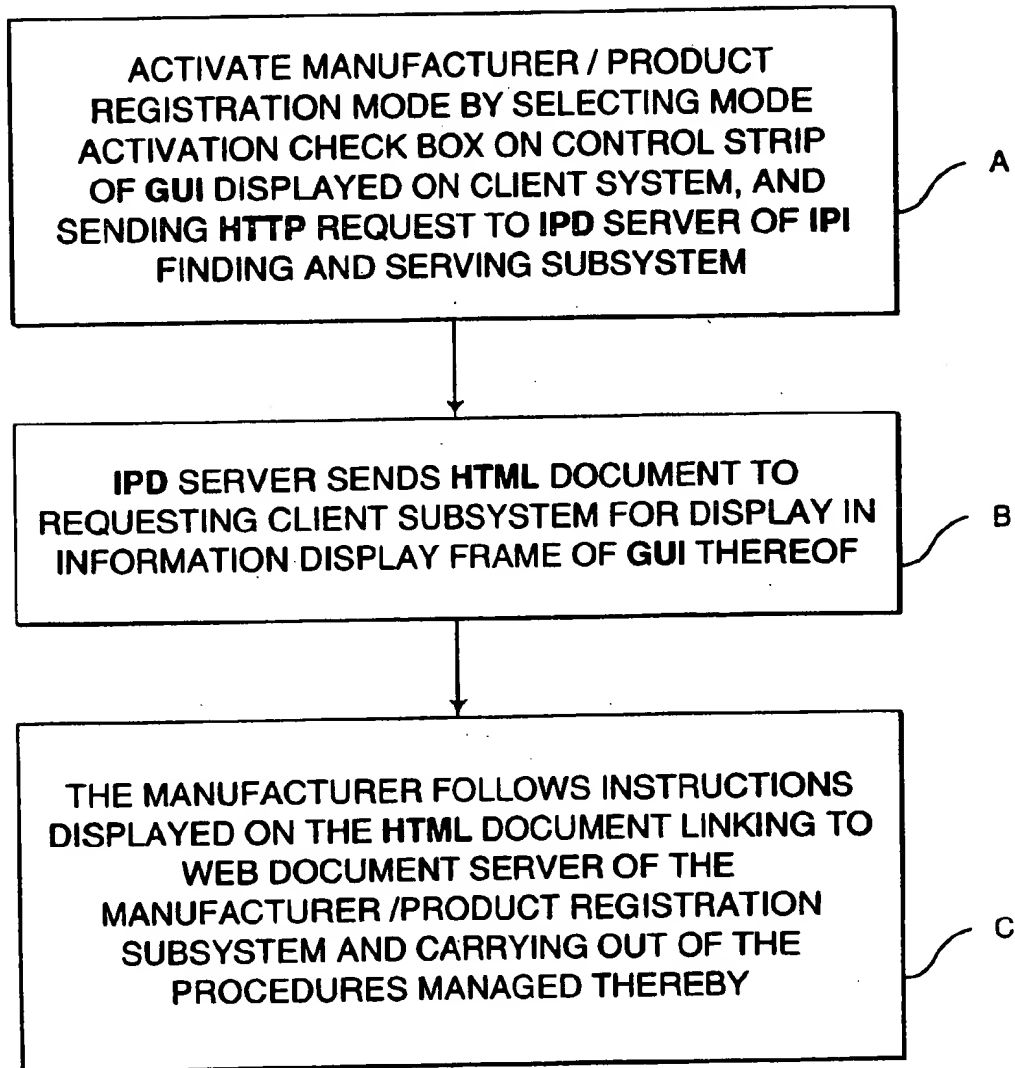 ACTIVATE MANUFACTURER / PRODUCT
REGISTRATION MODE BY SELECTING MODE
ACTIVATION CHECK BOX ON CONTROL STRIP
OF GUI DISPLAYED ON CLIENT SYSTEM, AND
SENDING HTTP REQUEST TO IPD SERVER OF IPI
FINDING AND SERVING SUBSYSTEM
A
IPD SERVER SENDS HTML DOCUMENT TO
REQUESTING CLIENT SUBSYSTEM FOR DISPLAY IN
INFORMATION DISPLAY FRAME OF GUI THEREOF
B
THE MANUFACTURER FOLLOWS INSTRUCTIONS
DISPLAYED ON THE HTML DOCUMENT LINKING TO
WEB DOCUMENT SERVER OF THE
MANUFACTURER /PRODUCT REGISTRATION
SUBSYSTEM AND CARRYING OUT OF THE
PROCEDURES MANAGED THEREBY
C